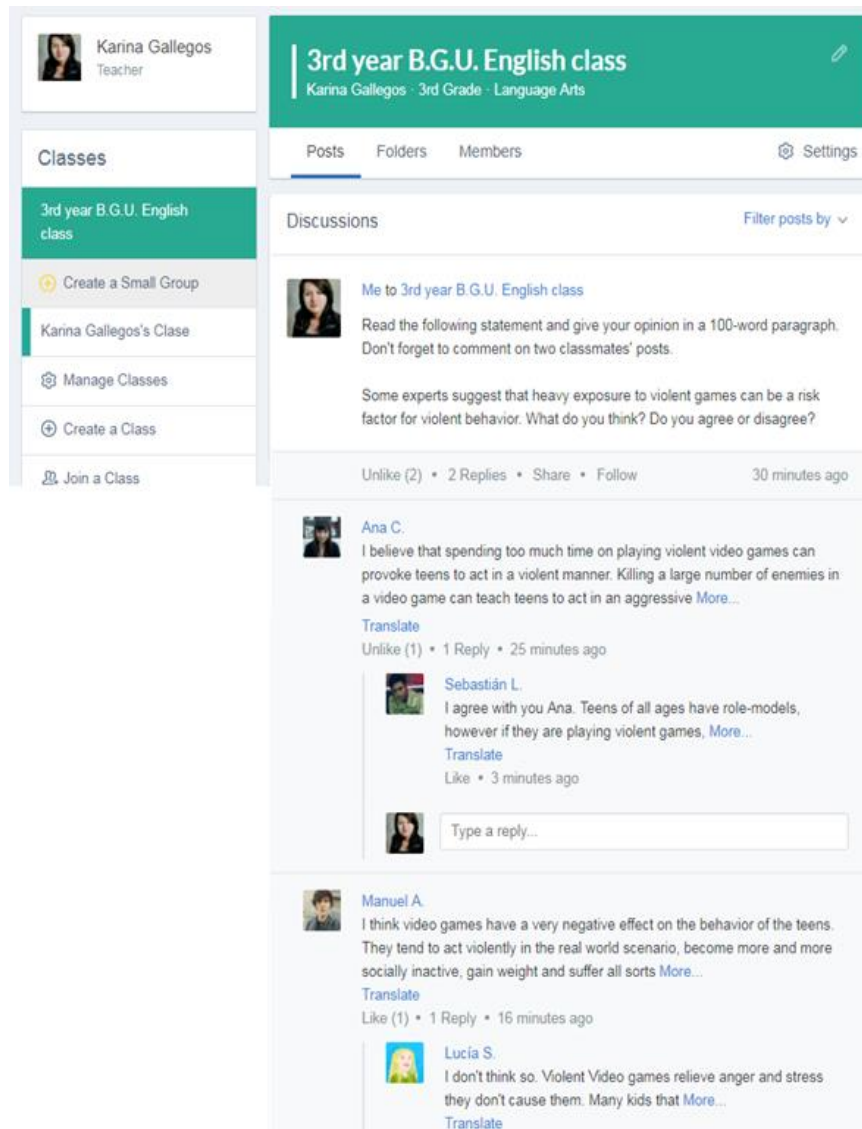 Karina Gallegos
Teacher
Classes
3rd year B.G.U. English
class
Create a Small Group
Karina Gallegos's Clase
Manage Classes
Create a Class
Join a Class
3rd year B.G.U. English class
Karina Gallegos · 3rd Grade · Language Arts
Posts Folders Members Settings
Discussions Filter posts by
Me to 3rd year B.G.U. English class
Read the following statement and give your opinion in a 100-word paragraph.
Don't forget to comment on two classmates' posts.
Some experts suggest that heavy exposure to violent games can be a risk
factor for violent behavior. What do you think? Do you agree or disagree?
Unlike (2) • 2 Replies • Share • Follow 30 minutes ago
Ana C.
I believe that spending too much time on playing violent video games can
provoke teens to act in a violent manner. Killing a large number of enemies in
a video game can teach teens to act in an aggressive More...
Translate
Unlike (1) • 1 Reply • 25 minutes ago
Sebastián L.
I agree with you Ana. Teens of all ages have role-models,
however if they are playing violent games, More...
Translate
Like • 3 minutes ago
Type a reply...
Manuel A.
I think video games have a very negative effect on the behavior of the teens.
They tend to act violently in the real world scenario, become more and more
socially inactive, gain weight and suffer all sorts More...
Translate
Like (1) • 1 Reply • 16 minutes ago
Lucía S.
I don't think so. Violent Video games relieve anger and stress
they don't cause them. Many kids that More...
Translate